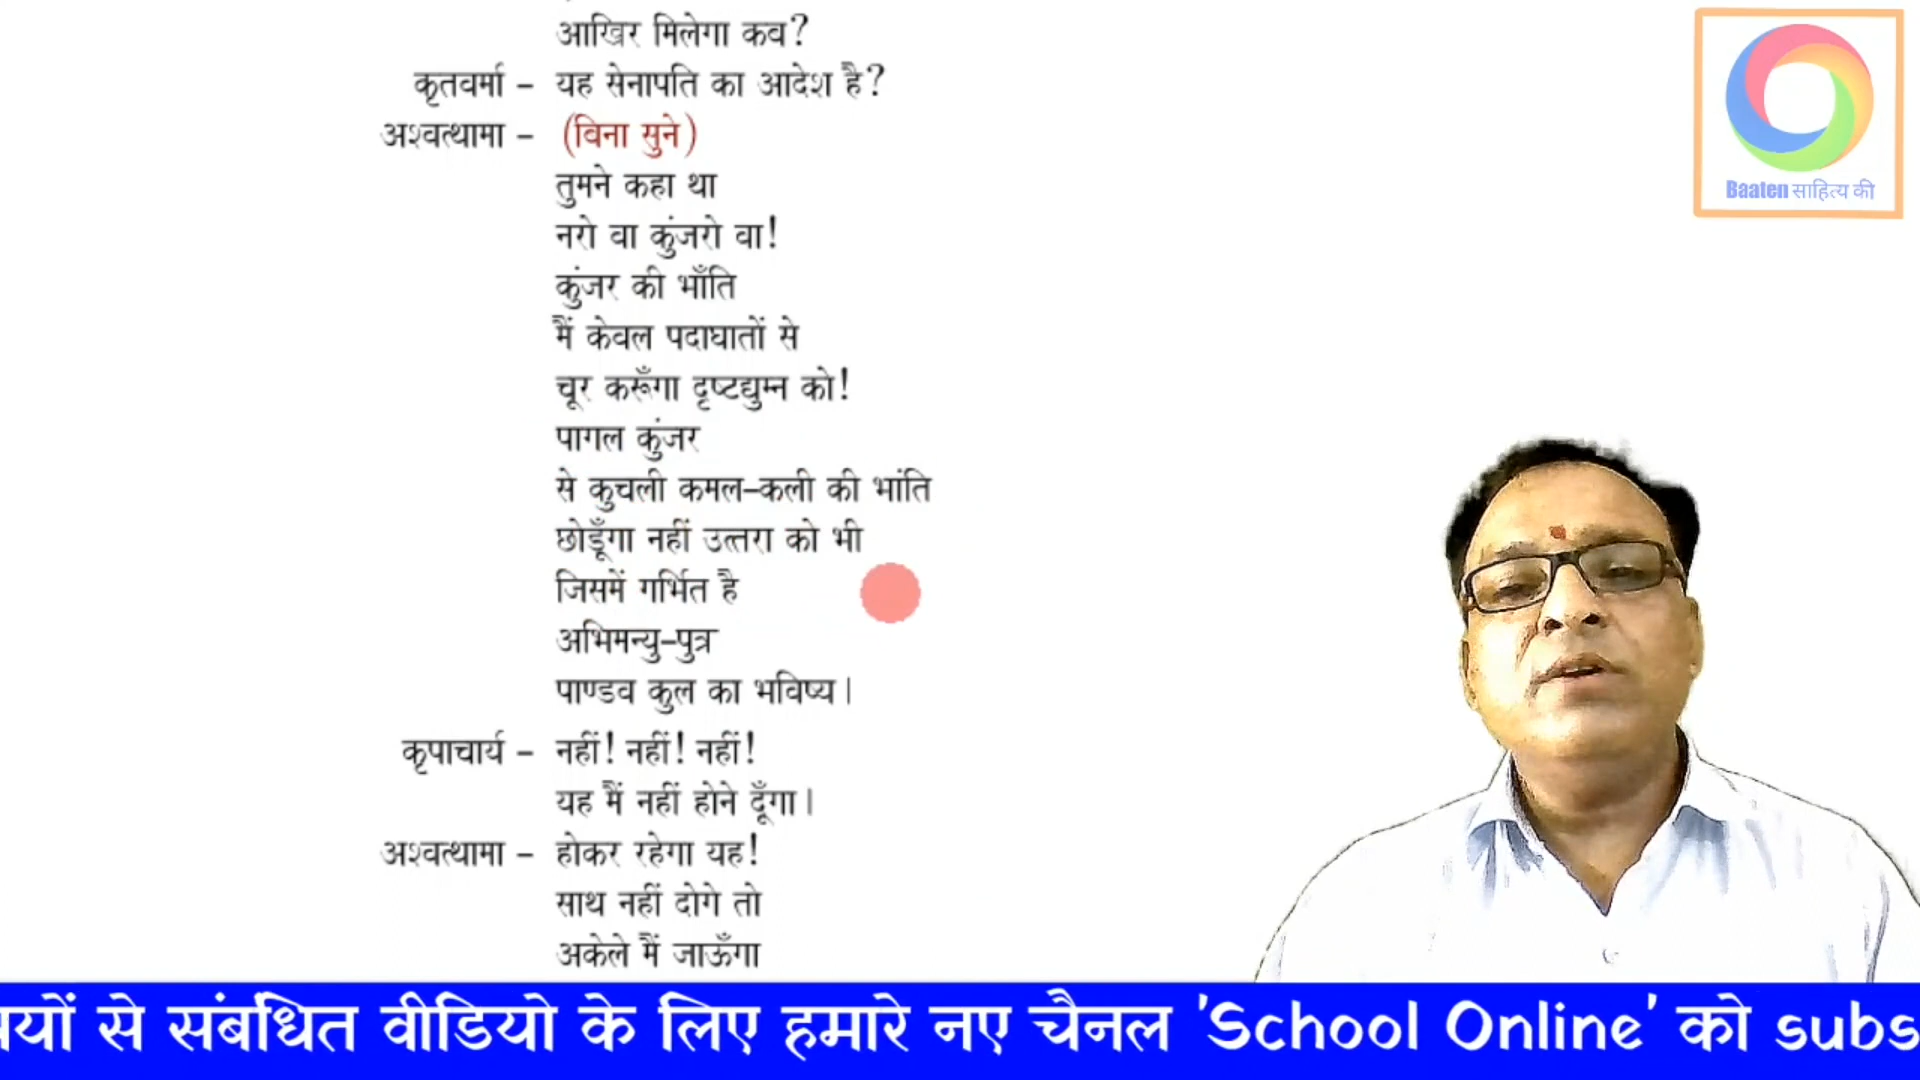 आखिर मिलेगा कब?
कृतवर्मा – यह सेनापति का आदेश है?
अश्वत्थामा – (बिना सुने)
तुमने कहा था
नरो वा कुंजरो वा!
कुंजर की भाँति
मैं केवल पदाघातों से
चूर करूँगा दृष्टद्युम्न को!
पागल कुंजर
से कुचली कमल–कली की भांति
छोड़ूँगा नहीं उत्तरा को भी
जिसमें गर्भित है
अभिमन्यु–पुत्र
पाण्डव कुल का भविष्य।
कृपाचार्य – नहीं! नहीं! नहीं!
यह मैं नहीं होने दूँगा।
अश्वत्थामा – होकर रहेगा यह!
साथ नहीं दोगे तो
अकेले मैं जाऊँगा
Baaten साहित्य की
से संबंधित वीडियो के लिए हमारे नए चैनल 'School Online' को subs